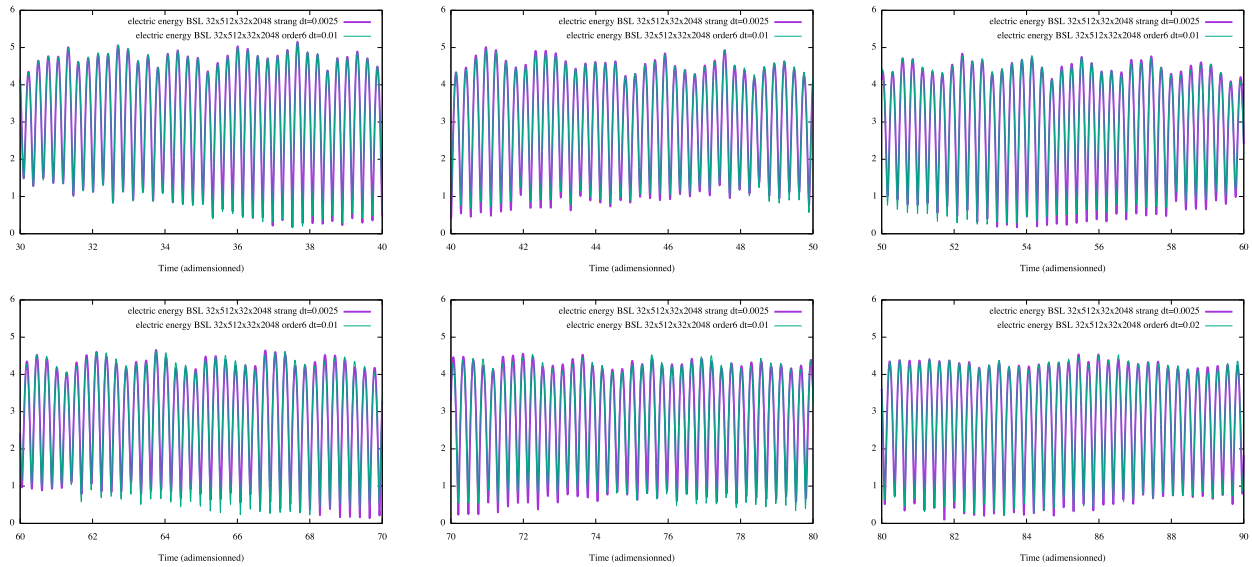 electric energy BSL 32x512x32x2048 strang dt=0.0025
electric energy BSL 32x512x32x2048 order6 dt=0.01
6
5
4
3
2
1
0
30 32 34 36 38 40
Time (adimensionned)
electric energy BSL 32x512x32x2048 strang dt=0.0025
electric energy BSL 32x512x32x2048 order6 dt=0.01
6
5
4
3
2
1
0
40 42 44 46 48 50
Time (adimensionned)
electric energy BSL 32x512x32x2048 strang dt=0.0025
electric energy BSL 32x512x32x2048 order6 dt=0.01
6
5
4
3
2
1
0
50 52 54 56 58 60
Time (adimensionned)
electric energy BSL 32x512x32x2048 strang dt=0.0025
electric energy BSL 32x512x32x2048 order6 dt=0.01
6
5
4
3
2
1
0
60 62 64 66 68 70
Time (adimensionned)
electric energy BSL 32x512x32x2048 strang dt=0.0025
electric energy BSL 32x512x32x2048 order6 dt=0.01
6
5
4
3
2
1
0
70 72 74 76 78 80
Time (adimensionned)
electric energy BSL 32x512x32x2048 strang dt=0.0025
electric energy BSL 32x512x32x2048 order6 dt=0.02
6
5
4
3
2
1
0
80 82 84 86 88 90
Time (adimensionned)